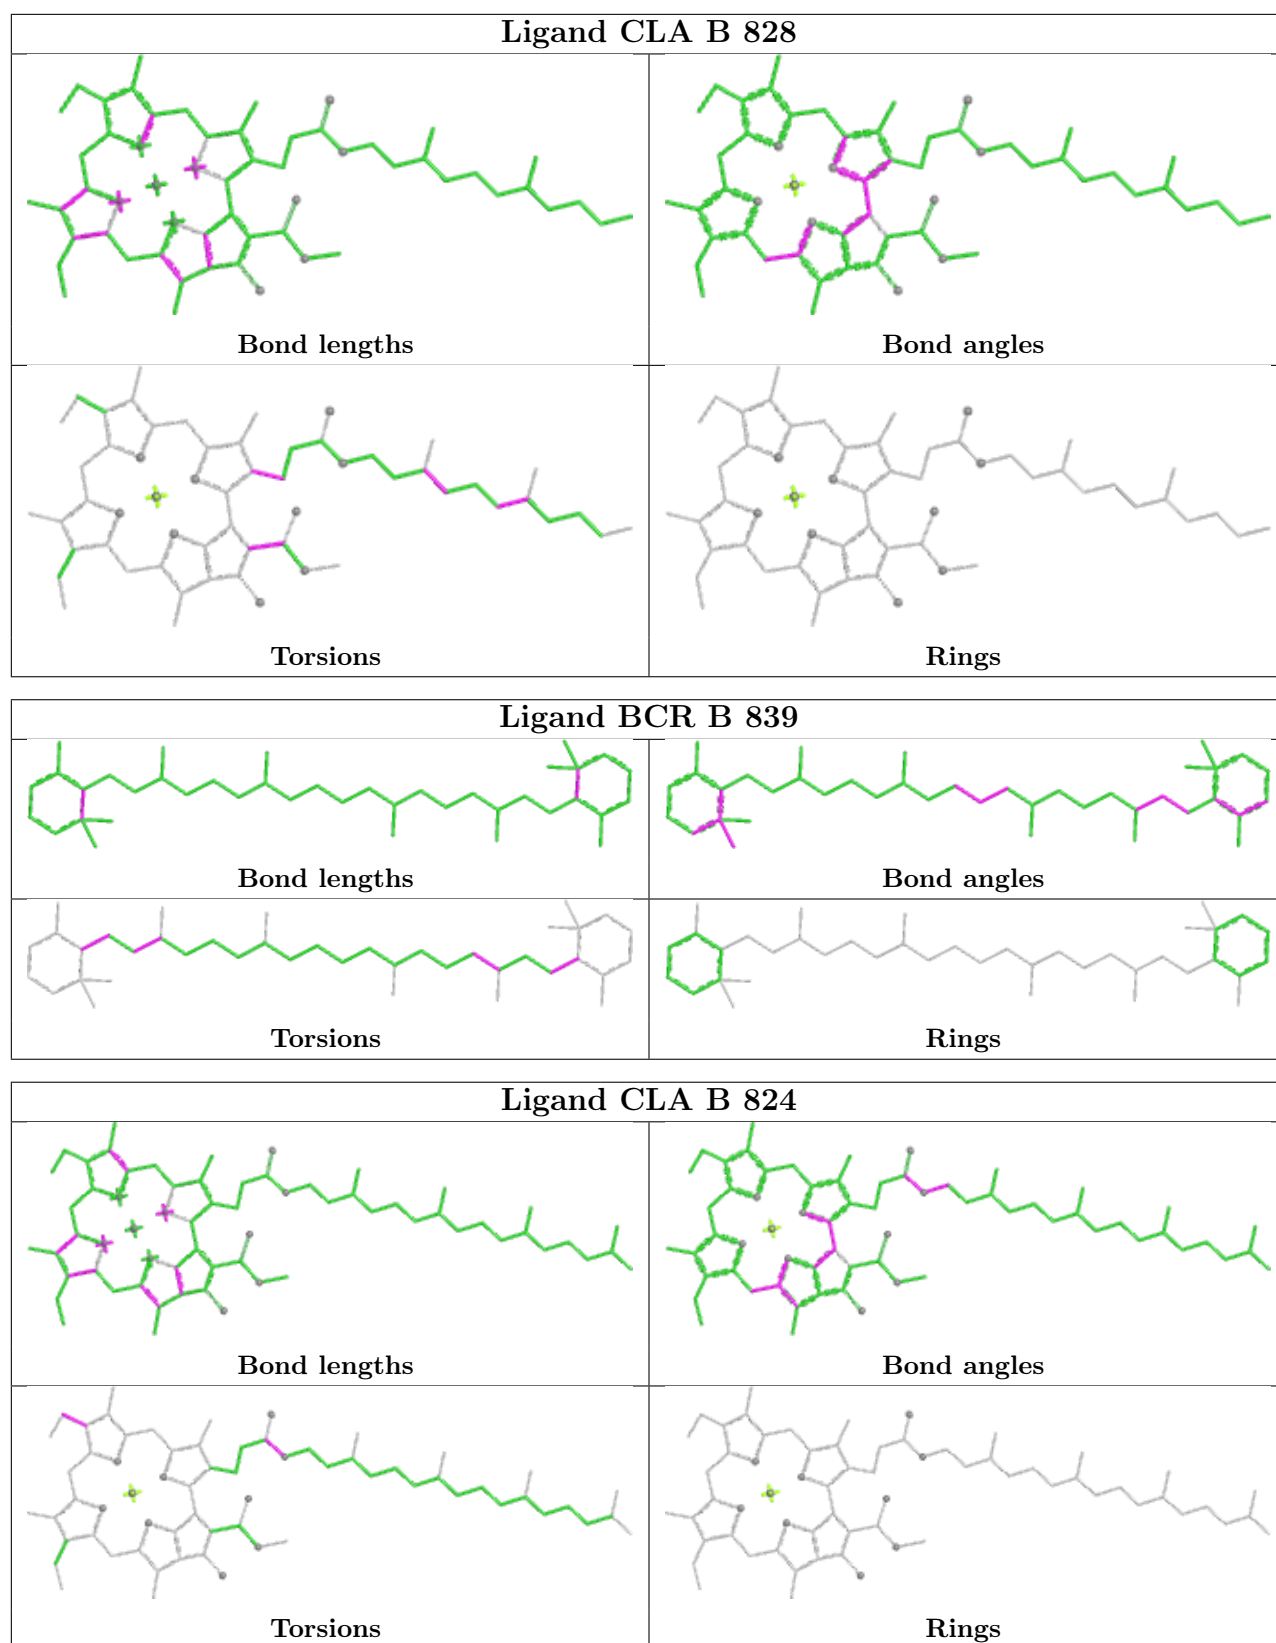 Ligand CLA B 828
Bond lengths
Bond angles
Torsions
Rings
Ligand BCR B 839
Bond lengths
Bond angles
Torsions
Rings
Ligand CLA B 824
Bond lengths
Bond angles
Torsions
Rings